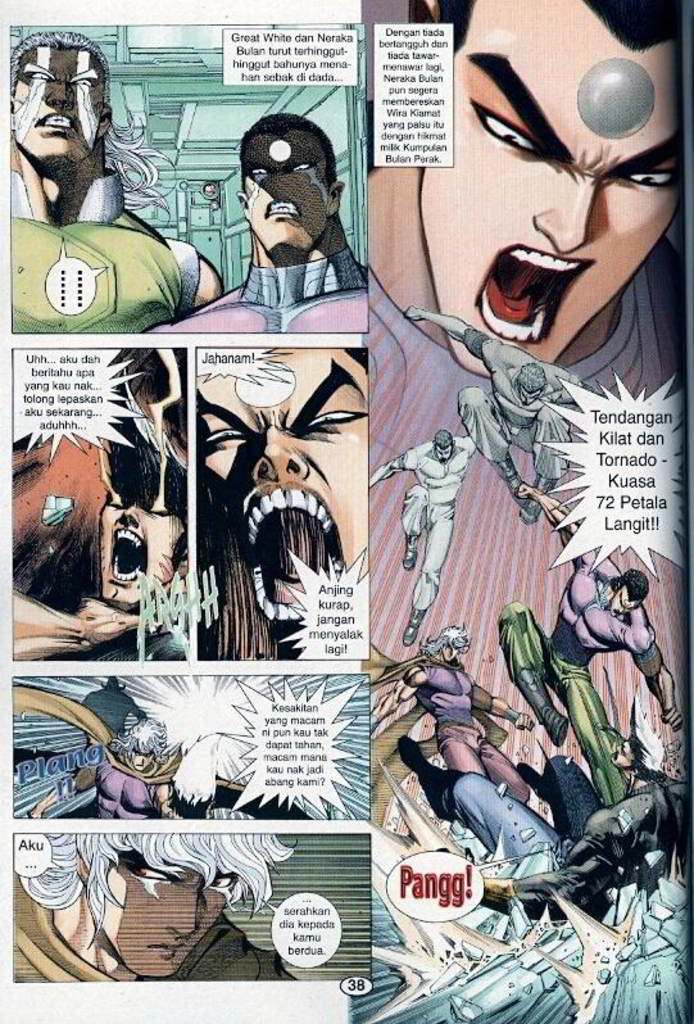 Great White dan Neraka
Bulan turut terhinggut-
hinggut bahunya mena-
han sebak di dada...
Uhh... aku dah
beritahu apa
yang kau nak...
tolong lepaskan
aku sekarang...
aduhhh...
ARGHH
Jahanam!
Anjing
kurap,
jangan
menyalak
lagi!
Kesakitan
yang macam
ni pun kau tak
dapat tahan,
macam mana
kau nak jadi
abang kami?
Piang
Aku
...
...
serahkan
dia kepada
kamu
berdua.
Dengan tiada
bertangguh dan
tiada tawar-
menawar lagi,
Neraka Bulan
pun segera
membereskan
Wira Kiamat
yang palsu itu
dengan hikmat
milik Kumpulan
Bulan Perak.
Tendangan
Kilat dan
Tornado -
Kuasa
72 Petala
Langit!!
Pangg!
38